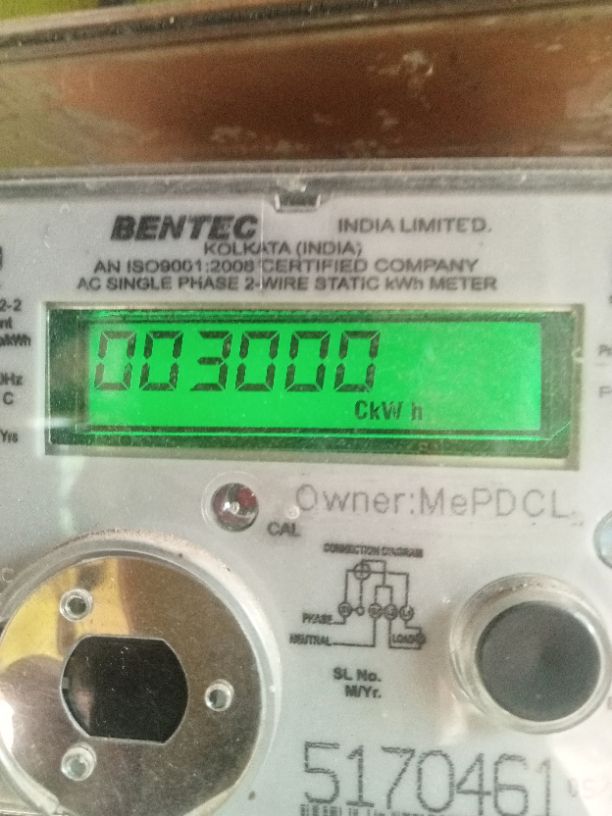 BENTEC INDIA LIMITED.
KOLKATA (INDIA)
AN ISO9001:2008 CERTIFIED COMPANY
AC SINGLE PHASE 2-WIRE STATIC kWh METER
003000
CkW h
Owner:MePDCL
CAL
CONNECTION DIAGRAM
PHASE
NEUTRAL
LOAD
SL No.
M/Yr.
5170461